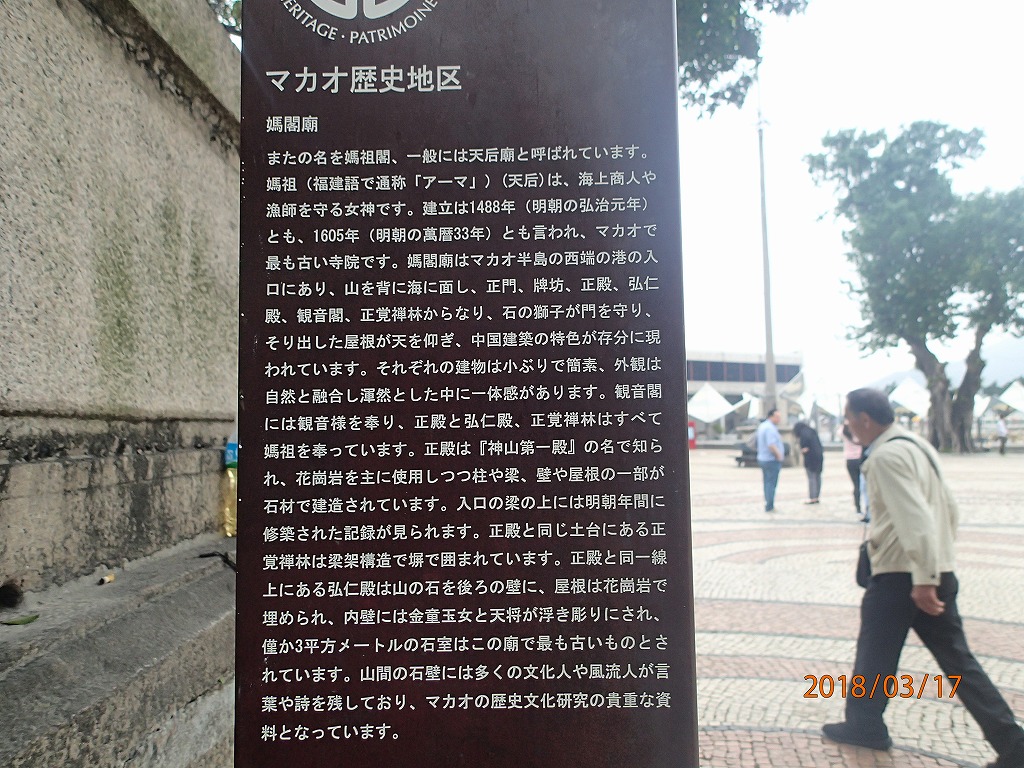 HERITAGE · PATRIMOINE
マカオ歴史地区
媽閣廟
またの名を媽祖閣、一般には天后廟と呼ばれています。
媽祖（福建語で通称「アーマ」）(天后)は、海上商人や
漁師を守る女神です。建立は1488年（明朝の弘治元年）
とも、1605年（明朝の萬暦33年）とも言われ、マカオで
最も古い寺院です。媽閣廟はマカオ半島の西端の港の入
口にあり、山を背に海に面し、正門、牌坊、正殿、弘仁
殿、観音閣、正覚禅林からなり、石の獅子が門を守り、
そり出した屋根が天を仰ぎ、中国建築の特色が存分に現
われています。それぞれの建物は小ぶりで簡素、外観は
自然と融合し渾然とした中に一体感があります。観音閣
には観音様を奉り、正殿と弘仁殿、正覚禅林はすべて
媽祖を奉っています。正殿は『神山第一殿』の名で知ら
れ、花崗岩を主に使用しつつ柱や梁、壁や屋根の一部が
石材で建造されています。入口の梁の上には明朝年間に
修築された記録が見られます。正殿と同じ土台にある正
覚禅林は梁架構造で塀で囲まれています。正殿と同一線
上にある弘仁殿は山の石を後ろの壁に、屋根は花崗岩で
埋められ、内壁には金童玉女と天将が浮き彫りにされ、
僅か3平方メートルの石室はこの廟で最も古いものとさ
れています。山間の石壁には多くの文化人や風流人が言
葉や詩を残しており、マカオの歴史文化研究の貴重な資
料となっています。
2018/03/17